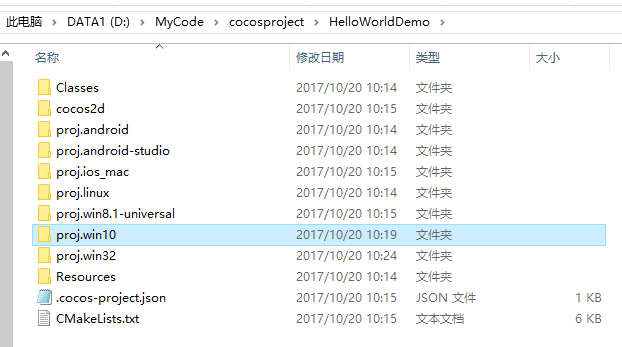 此电脑 > DATA1 (D:) > MyCode > cocosproject > HelloWorldDemo >
名称 修改日期 类型 大小
Classes 2017/10/20 10:14 文件夹
cocos2d 2017/10/20 10:15 文件夹
proj.android 2017/10/20 10:14 文件夹
proj.android-studio 2017/10/20 10:14 文件夹
proj.ios_mac 2017/10/20 10:15 文件夹
proj.linux 2017/10/20 10:14 文件夹
proj.win8.1-universal 2017/10/20 10:15 文件夹
proj.win10 2017/10/20 10:19 文件夹
proj.win32 2017/10/20 10:24 文件夹
Resources 2017/10/20 10:14 文件夹
.cocos-project.json 2017/10/20 10:15 JSON 文件 1 KB
CMakeLists.txt 2017/10/20 10:15 文本文档 6 KB